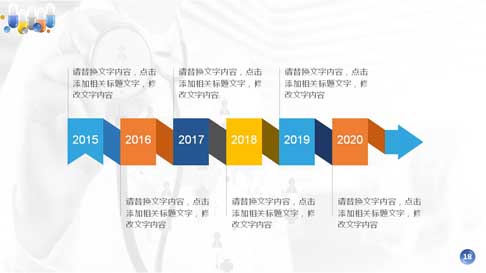 请替换文字内容，点击
添加相关标题文字，修
改文字内容
请替换文字内容，点击
添加相关标题文字，修
改文字内容
请替换文字内容，点击
添加相关标题文字，修
改文字内容
2015
2016
2017
2018
2019
2020
请替换文字内容，点击
添加相关标题文字，修
改文字内容
请替换文字内容，点击
添加相关标题文字，修
改文字内容
请替换文字内容，点击
添加相关标题文字，修
改文字内容
18